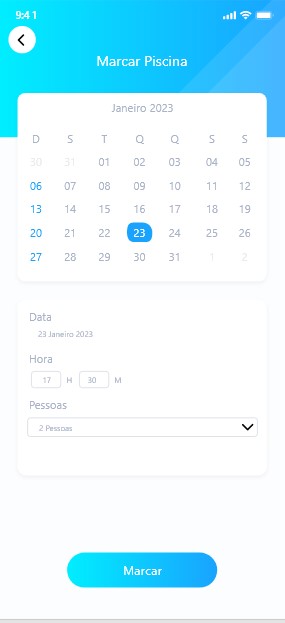 9:41
Marcar Piscina
Janeiro 2023
D S T Q Q S S
30 31 01 02 03 04 05
06 07 08 09 10 11 12
13 14 15 16 17 18 19
20 21 22 23 24 25 26
27 28 29 30 31 1 2
Data
23 Janeiro 2023
Hora
17 H 30 M
Pessoas
2 Pessoas
Marcar